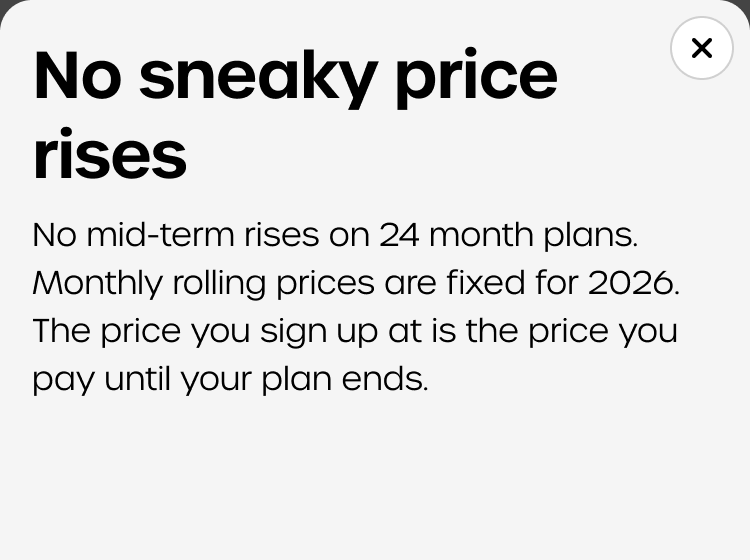 No sneaky price
rises
No mid-term rises on 24 month plans.
Monthly rolling prices are fixed for 2026.
The price you sign up at is the price you
pay until your plan ends.